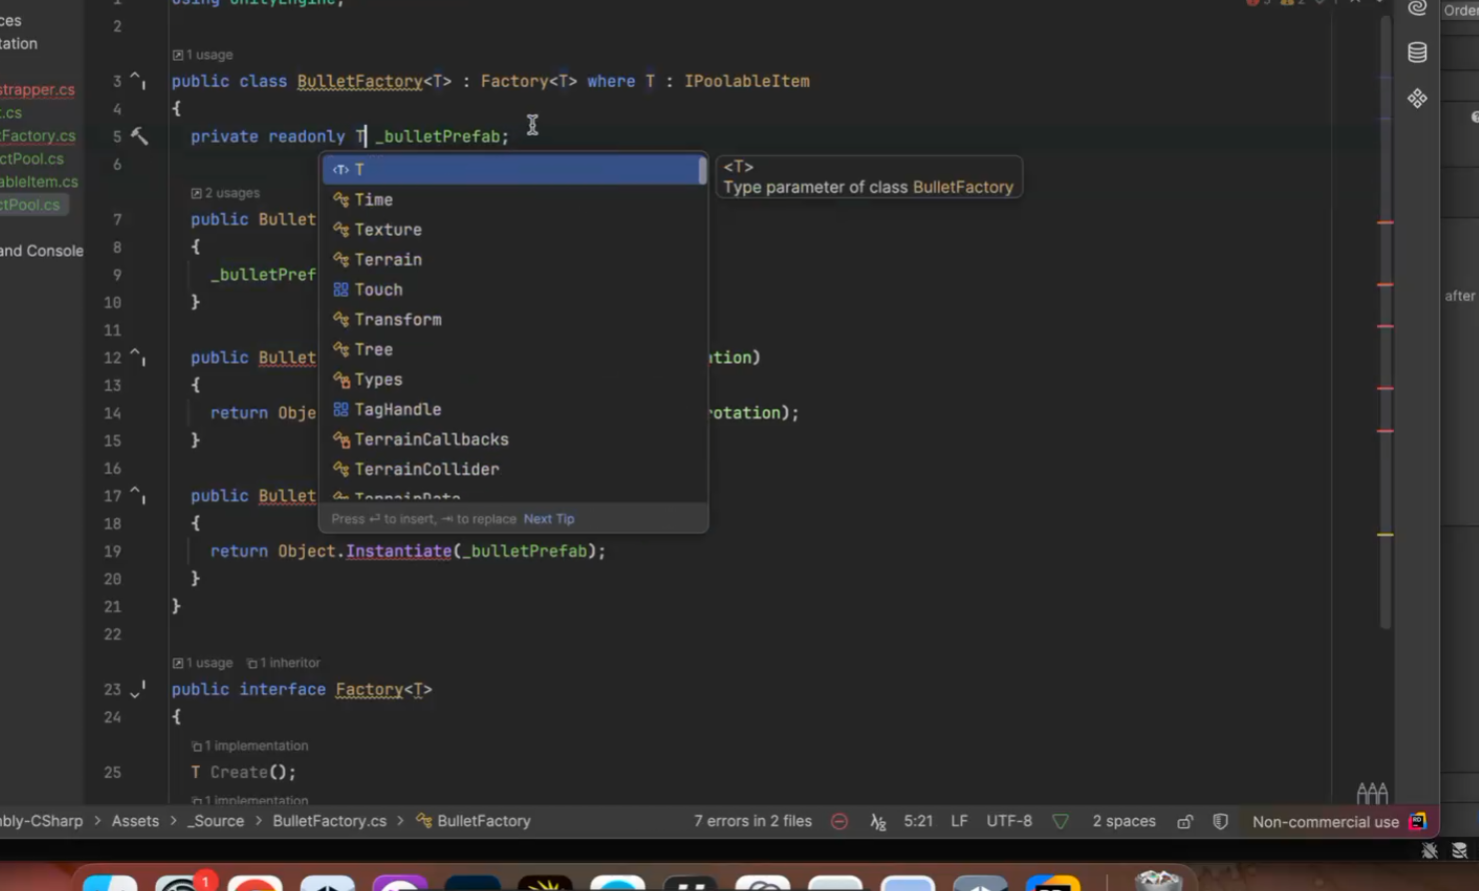 ces
tation
strapper.cs
t.cs
tFactory.cs
ctPool.cs
ableItem.cs
ctPool.cs
and Console
1 using UnityEngine;
2
1 usage
3 public class BulletFactory<T> : Factory<T> where T : IPoolableItem
4 {
5 private readonly T _bulletPrefab;
6
2 usages
7 public Bullet
8 {
9 _bulletPref
10 }
11
12 public Bullet tion)
13 {
14 return Obje rotation);
15 }
16
17 public Bullet
18 {
19 return Object.Instantiate(_bulletPrefab);
20 }
21 }
22
1 usage 1 inheritor
23 public interface Factory<T>
24 {
1 implementation
25 T Create();
1 implementation
<T> T
Time
Texture
Terrain
Touch
Transform
Tree
Types
TagHandle
TerrainCallbacks
TerrainCollider
TerrainData
Press ↵ to insert, ⇥ to replace Next Tip
<T>
Type parameter of class BulletFactory
Order
after
mbly-CSharp > Assets > _Source > BulletFactory.cs > BulletFactory
7 errors in 2 files 5:21 LF UTF-8 2 spaces Non-commercial use
1